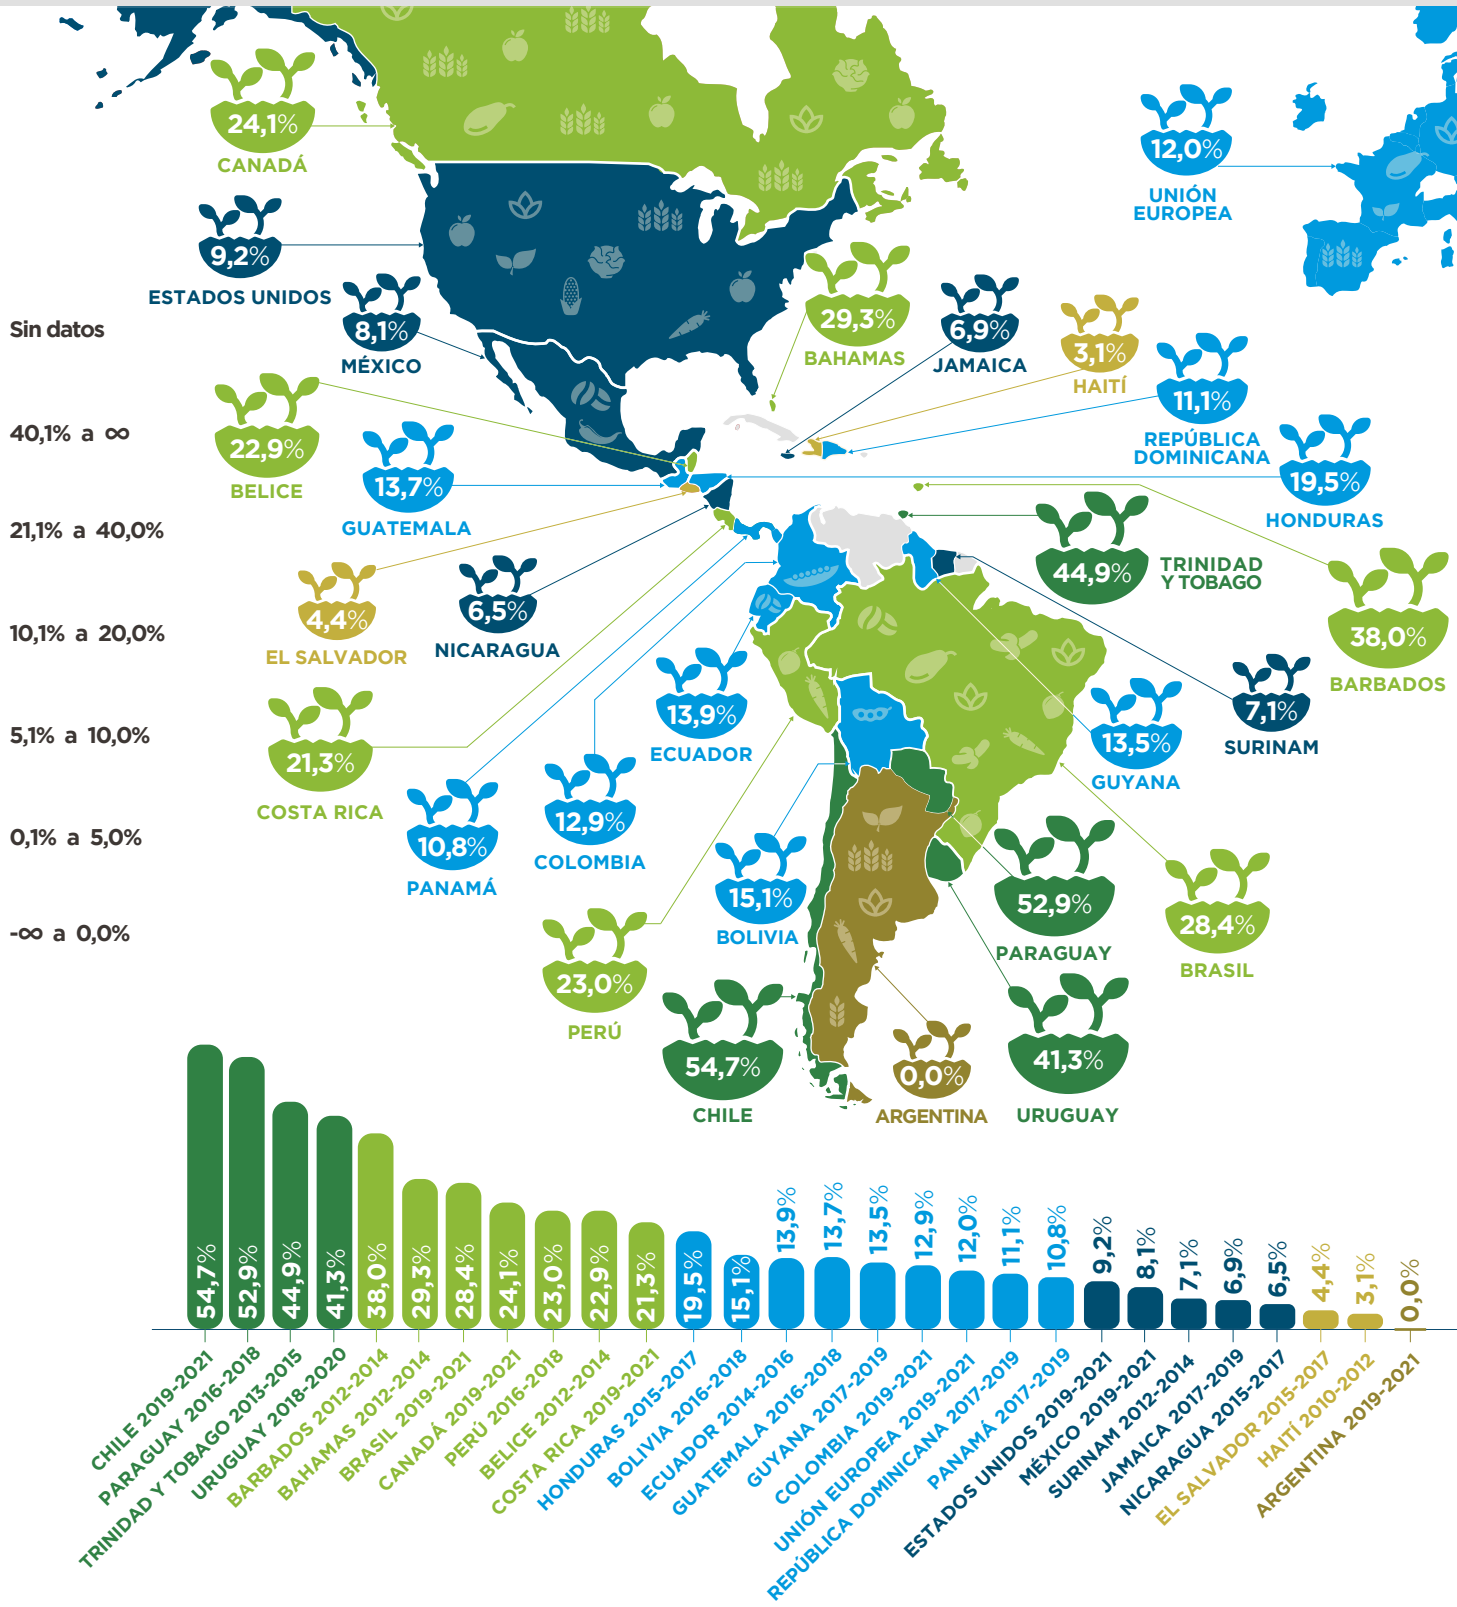 24,1%
CANADÁ
12,0%
UNIÓN
EUROPEA
9,2%
ESTADOS UNIDOS
8,1%
MÉXICO
29,3%
BAHAMAS
6,9%
JAMAICA
3,1%
HAITÍ
11,1%
REPÚBLICA
DOMINICANA
Sin datos
40,1% a ∞
21,1% a 40,0%
10,1% a 20,0%
5,1% a 10,0%
0,1% a 5,0%
-∞ a 0,0%
22,9%
BELICE
13,7%
GUATEMALA
19,5%
HONDURAS
44,9%
TRINIDAD
Y TOBAGO
38,0%
BARBADOS
4,4%
EL SALVADOR
6,5%
NICARAGUA
13,9%
ECUADOR
7,1%
SURINAM
13,5%
GUYANA
21,3%
COSTA RICA
10,8%
PANAMÁ
12,9%
COLOMBIA
15,1%
BOLIVIA
52,9%
PARAGUAY
28,4%
BRASIL
23,0%
PERÚ
54,7%
CHILE
0,0%
ARGENTINA
41,3%
URUGUAY
54,7%
52,9%
44,9%
41,3%
38,0%
29,3%
28,4%
24,1%
23,0%
22,9%
21,3%
19,5%
15,1%
13,9%
13,7%
13,5%
12,9%
12,0%
11,1%
10,8%
9,2%
8,1%
7,1%
6,9%
6,5%
4,4%
3,1%
0,0%
CHILE 2019-2021
PARAGUAY 2016-2018
TRINIDAD Y TOBAGO 2013-2015
URUGUAY 2018-2020
BARBADOS 2012-2014
BAHAMAS 2012-2014
BRASIL 2019-2021
CANADÁ 2019-2021
PERÚ 2016-2018
BELICE 2012-2014
COSTA RICA 2019-2021
HONDURAS 2015-2017
BOLIVIA 2016-2018
ECUADOR 2014-2016
GUATEMALA 2016-2018
GUYANA 2017-2019
COLOMBIA 2019-2021
UNIÓN EUROPEA 2019-2021
REPÚBLICA DOMINICANA 2017-2019
PANAMÁ 2017-2019
ESTADOS UNIDOS 2019-2021
MÉXICO 2019-2021
SURINAM 2012-2014
JAMAICA 2017-2019
NICARAGUA 2015-2017
EL SALVADOR 2015-2017
HAITÍ 2010-2012
ARGENTINA 2019-2021